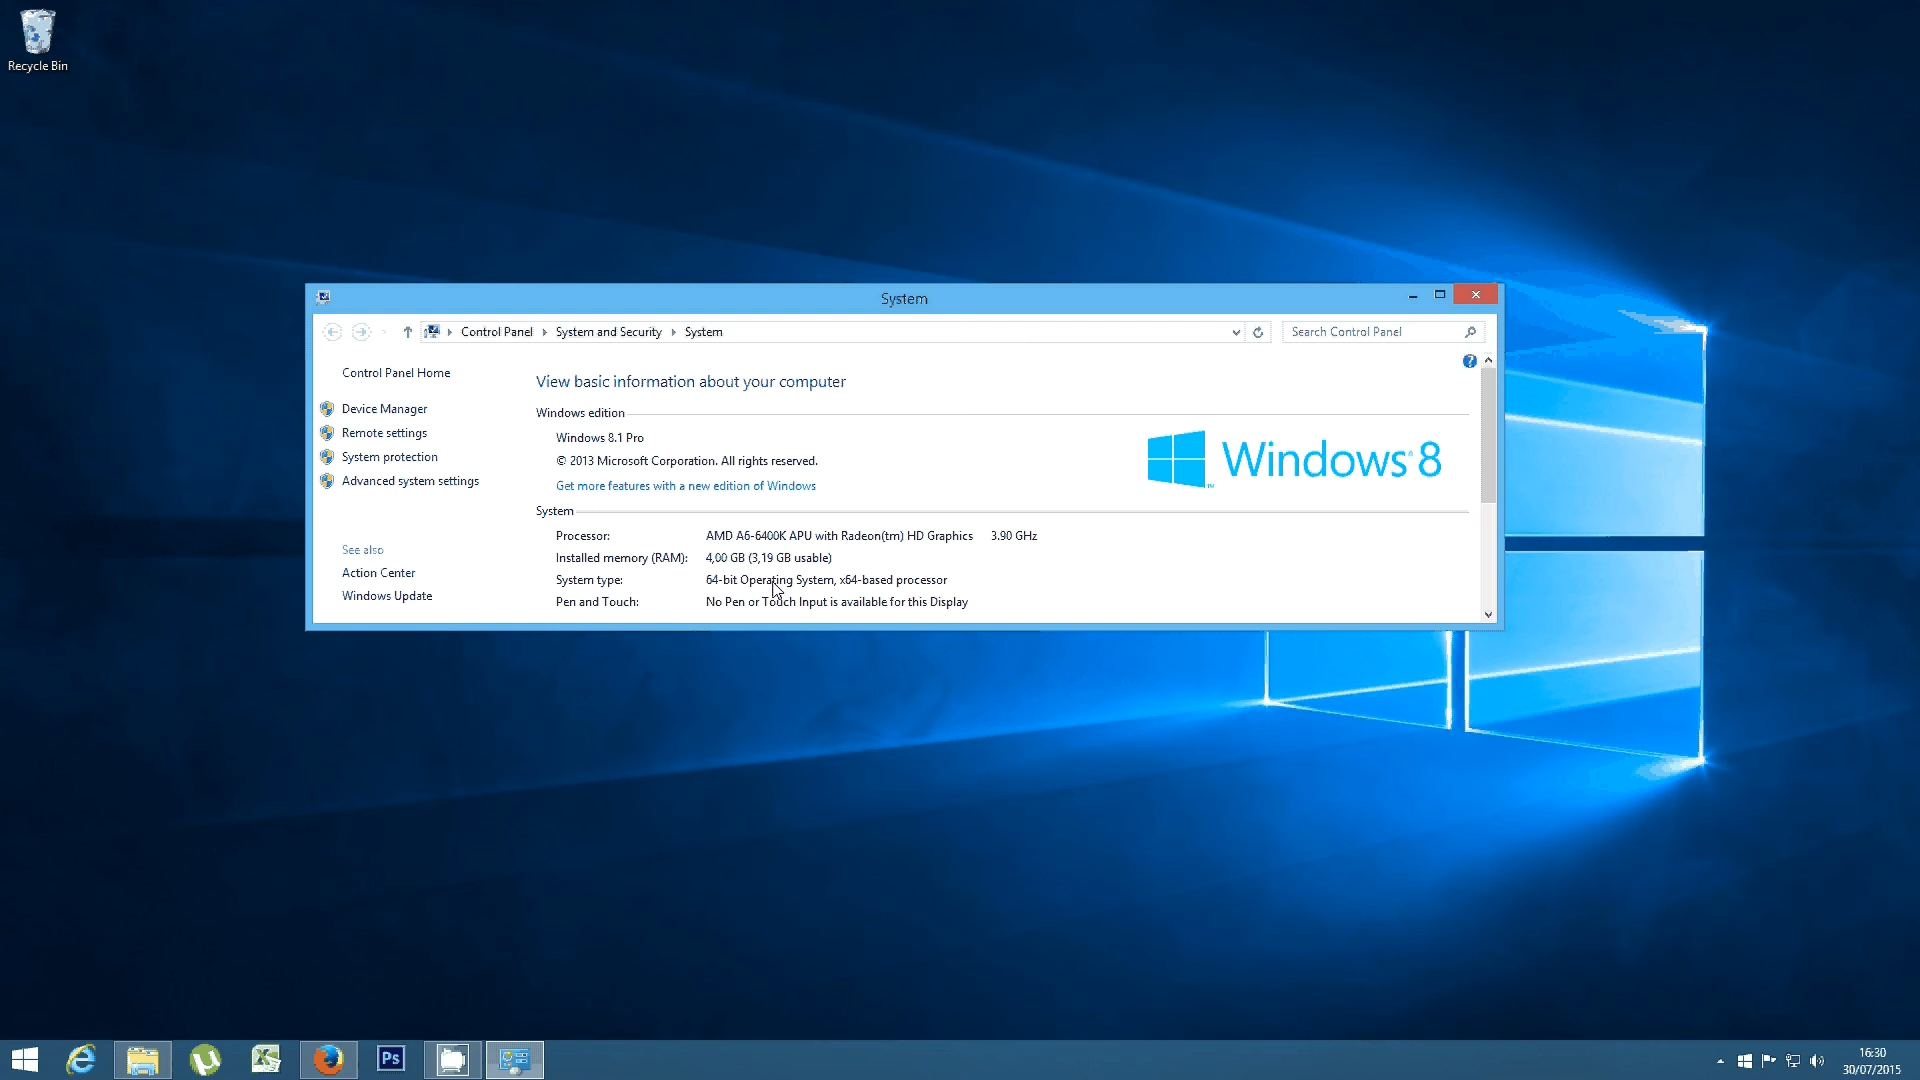 Recycle Bin
System
Control Panel System and Security System
Search Control Panel
Control Panel Home
Device Manager
Remote settings
System protection
Advanced system settings
See also
Action Center
Windows Update
View basic information about your computer
Windows edition
Windows 8.1 Pro
© 2013 Microsoft Corporation. All rights reserved.
Get more features with a new edition of Windows
Windows 8
System
Processor: AMD A6-6400K APU with Radeon(tm) HD Graphics 3.90 GHz
Installed memory (RAM): 4,00 GB (3,19 GB usable)
System type: 64-bit Operating System, x64-based processor
Pen and Touch: No Pen or Touch Input is available for this Display
Ps
16:30
30/07/2015